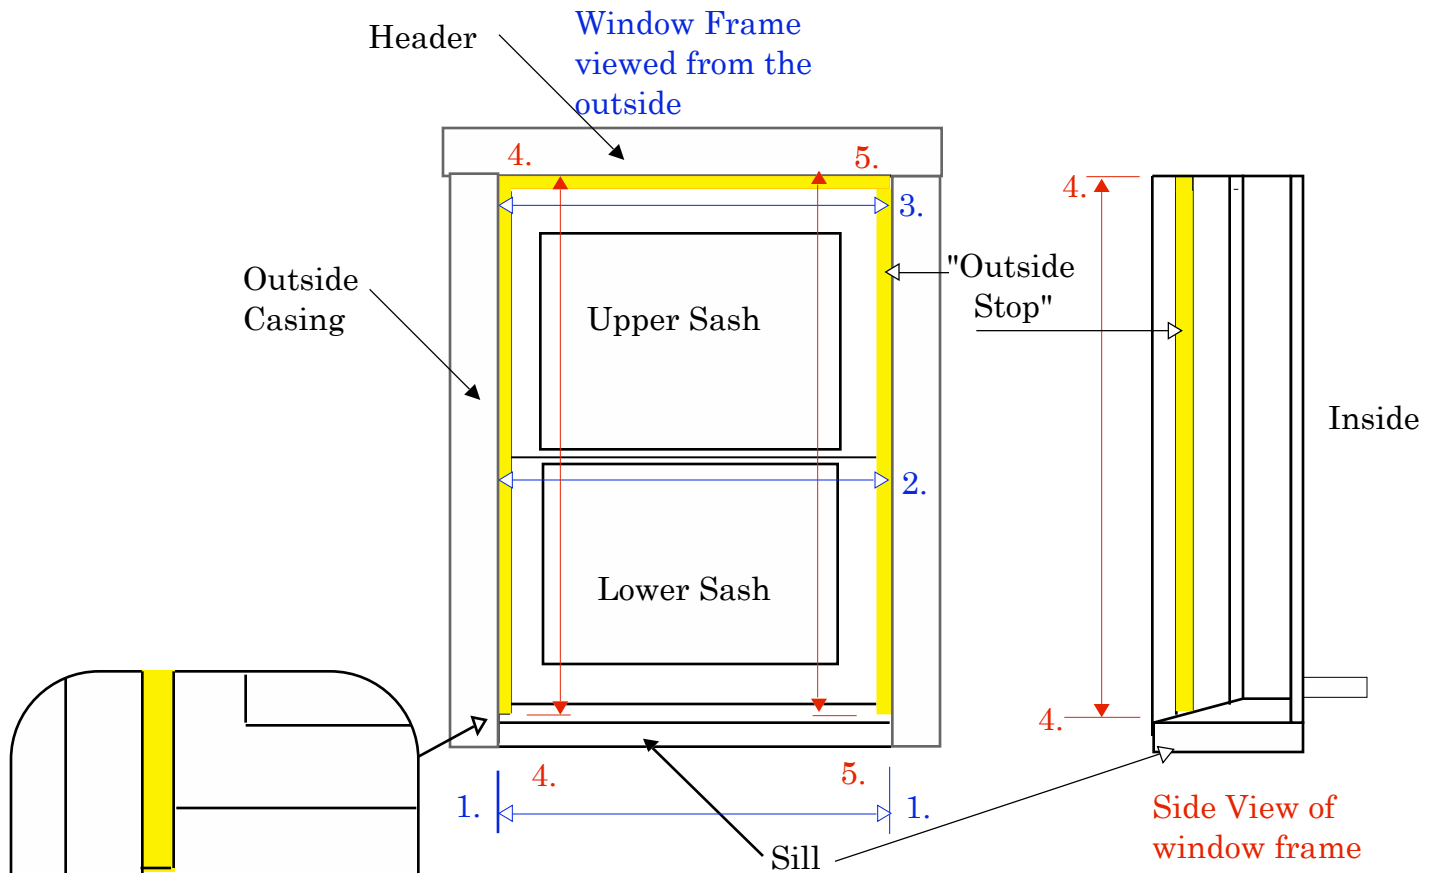 Header
Window Frame
viewed from the
outside
4.
5.
4.
3.
Outside
Casing
"Outside
Stop"
Upper Sash
Inside
2.
Lower Sash
4.
4.
5.
1.
1.
Sill
Side View of
window frame